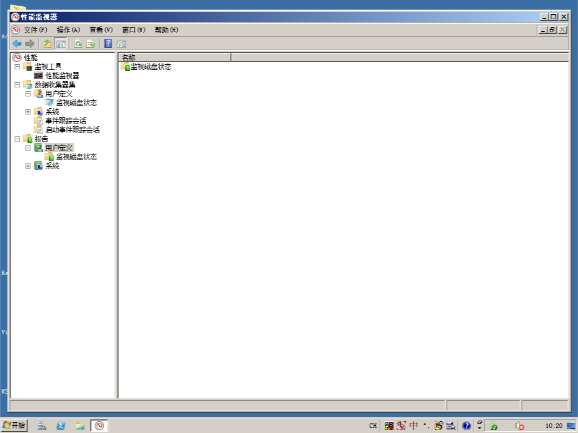 性能监视器
文件(F) 操作(A) 查看(V) 窗口(W) 帮助(H)
性能
监视工具
性能监视器
数据收集器集
用户定义
监视磁盘状态
系统
事件跟踪会话
启动事件跟踪会话
报告
用户定义
监视磁盘状态
系统
名称
监视磁盘状态
开始
CH
中
10:20